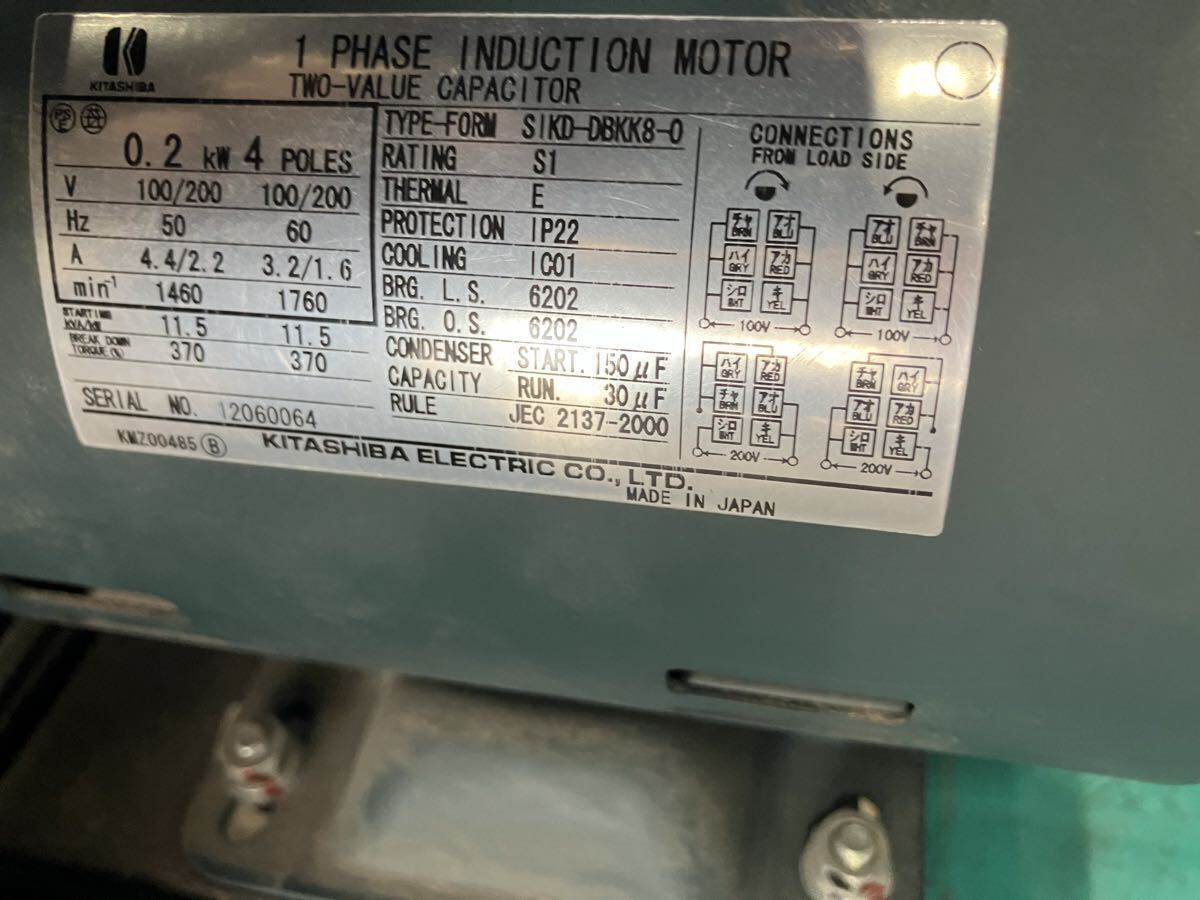 KITASHIBA
1 PHASE INDUCTION MOTOR
TWO-VALUE CAPACITOR
PS E
0.2 kW 4 POLES
V 100/200 100/200
Hz 50 60
A 4.4/2.2 3.2/1.6
min-1 1460 1760
STARTING kVA/kW 11.5 11.5
BREAK DOWN TORQUE(%) 370 370
SERIAL NO. 12060064
KMZ00485 B
TYPE-FORM SIKD-DBKK8-0
RATING S1
THERMAL E
PROTECTION IP22
COOLING IC01
BRG. L.S. 6202
BRG. O.S. 6202
CONDENSER START. 150μF
CAPACITY RUN. 30μF
RULE JEC 2137-2000
CONNECTIONS
FROM LOAD SIDE
チャ BRN アオ BLU
ハイ GRY アカ RED
シロ WHT キ YEL
100V
アオ BLU チャ BRN
ハイ GRY アカ RED
シロ WHT キ YEL
100V
ハイ GRY アカ RED
チャ BRN アオ BLU
シロ WHT キ YEL
200V
チャ BRN ハイ GRY
アオ BLU アカ RED
シロ WHT キ YEL
200V
KITASHIBA ELECTRIC CO., LTD.
MADE IN JAPAN